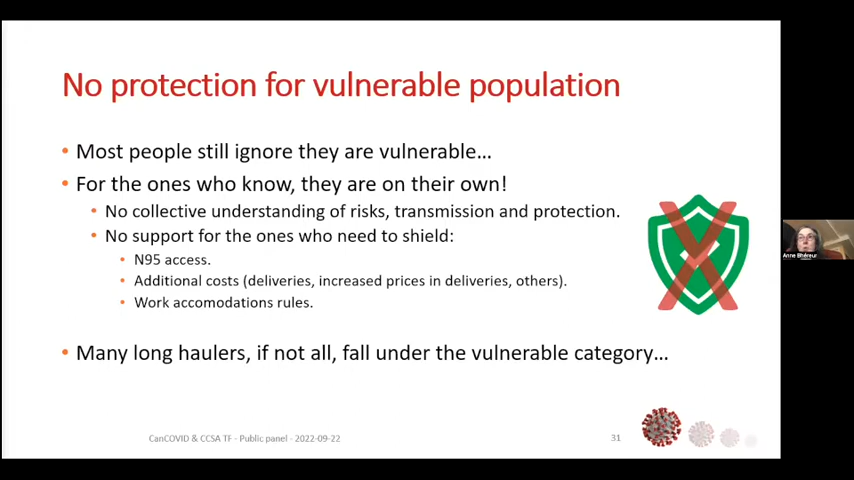 No protection for vulnerable population
• Most people still ignore they are vulnerable…
• For the ones who know, they are on their own!
• No collective understanding of risks, transmission and protection.
• No support for the ones who need to shield:
• N95 access.
• Additional costs (deliveries, increased prices in deliveries, others).
• Work accomodations rules.
• Many long haulers, if not all, fall under the vulnerable category…
CanCOVID & CCSA TF - Public panel - 2022-09-22
31
Anne Bhéreur